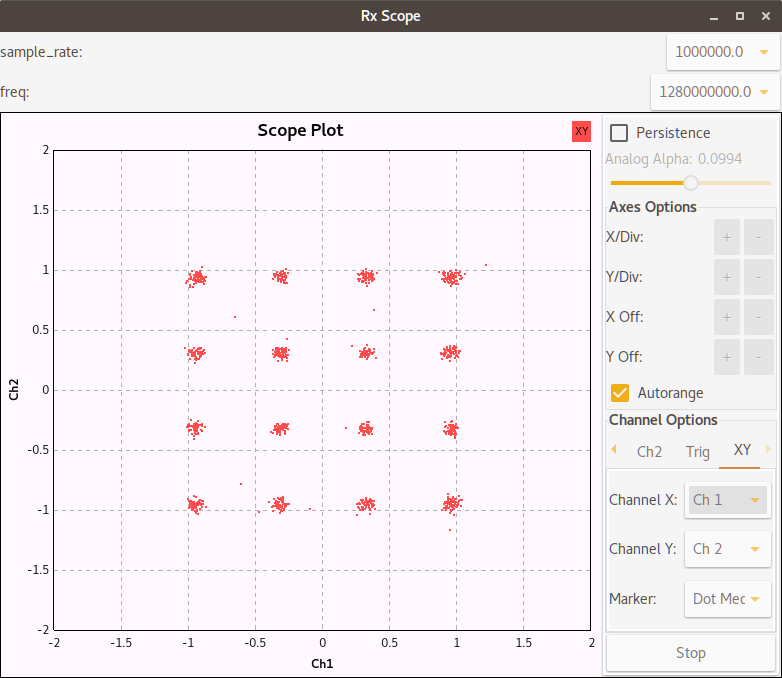 Rx Scope
sample_rate:
1000000.0
freq:
1280000000.0
Scope Plot
XY
2
1.5
1
0.5
0
-0.5
-1
-1.5
-2
Ch2
-2
-1.5
-1
-0.5
0
0.5
1
1.5
2
Ch1
Persistence
Analog Alpha: 0.0994
Axes Options
X/Div:
+
-
Y/Div:
+
-
X Off:
+
-
Y Off:
+
-
Autorange
Channel Options
Ch2
Trig
XY
Channel X:
Ch 1
Channel Y:
Ch 2
Marker:
Dot Med
Stop